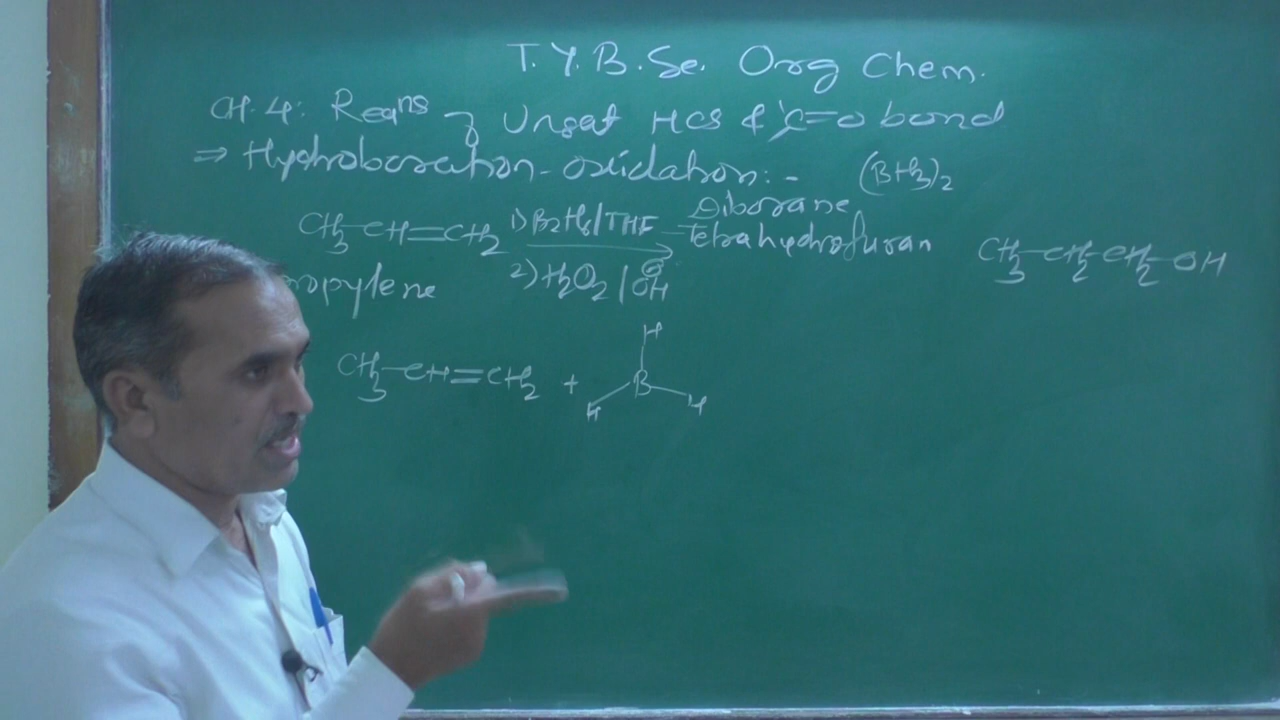 T.Y.B.Sc. Org Chem.
CH. 4: Reans of Unsat HCs & >C=O bond
⇒ Hydroboration-oxidation:- (BH3)2
CH3-CH=CH2 1) B2H6/THF - Diborane Tetrahydrofuran CH3-CH2-CH2-OH
ropylene 2) H2O2/OH⊖
CH3-CH=CH2 + H
B
H H